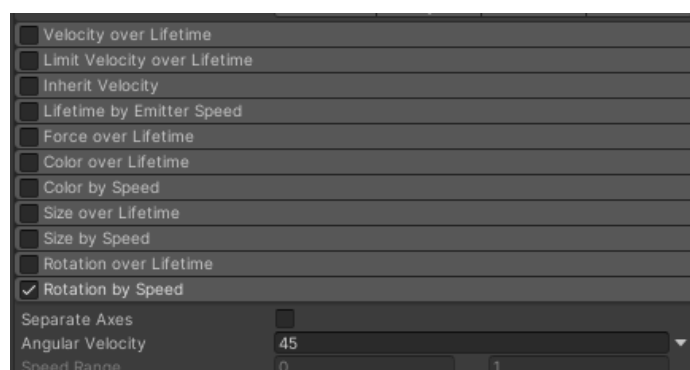 Velocity over Lifetime
Limit Velocity over Lifetime
Inherit Velocity
Lifetime by Emitter Speed
Force over Lifetime
Color over Lifetime
Color by Speed
Size over Lifetime
Size by Speed
Rotation over Lifetime
Rotation by Speed
Separate Axes
Angular Velocity 45
Speed Range 0 1